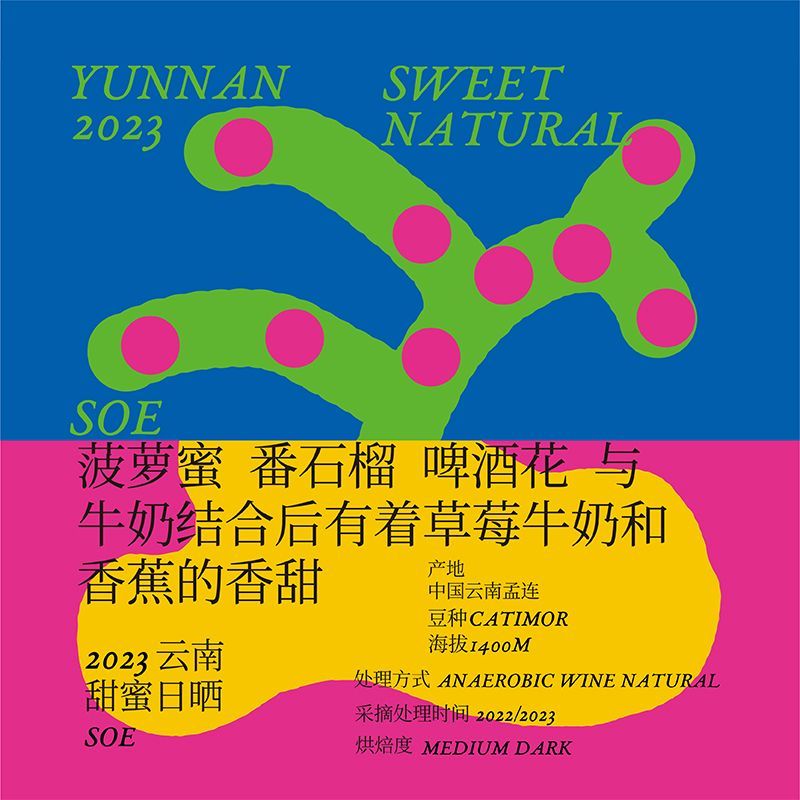 YUNNAN
2023
SWEET
NATURAL
SOE
菠萝蜜 番石榴 啤酒花 与
牛奶结合后有着草莓牛奶和
香蕉的香甜
产地
中国云南孟连
豆种CATIMOR
海拔1400M
2023 云南
甜蜜日晒
SOE
处理方式 ANAEROBIC WINE NATURAL
采摘处理时间 2022/2023
烘焙度 MEDIUM DARK